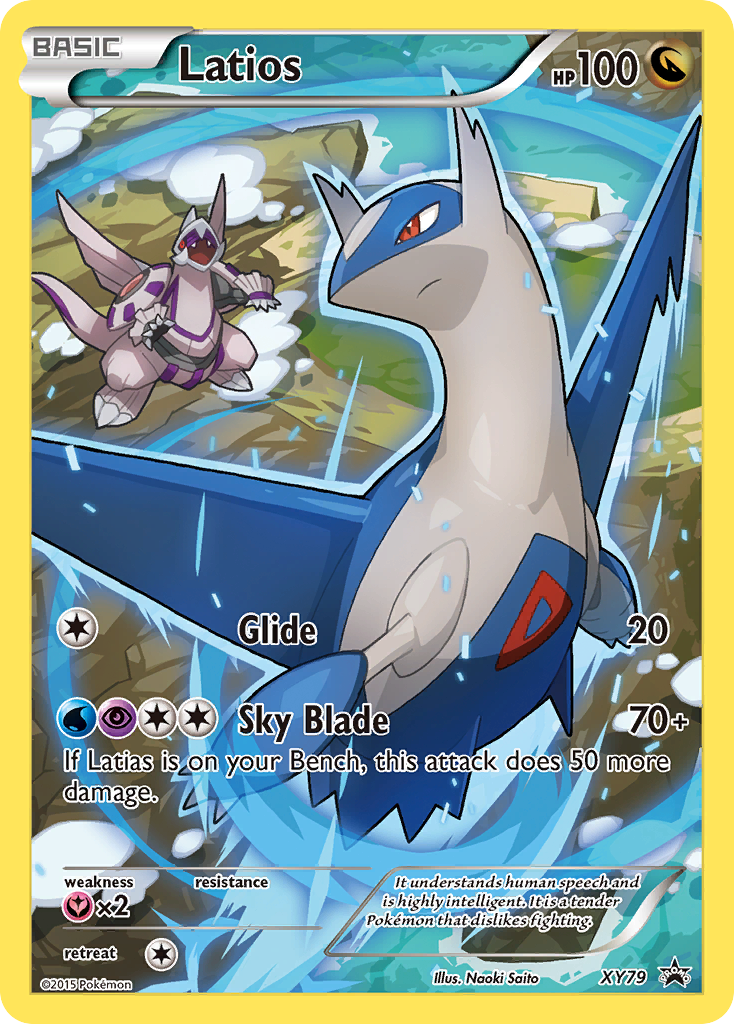 BASIC
Latios
HP100
Glide 20
Sky Blade 70+
If Latias is on your Bench, this attack does 50 more
damage.
weakness resistance
×2
It understands human speech and
is highly intelligent. It is a tender
Pokémon that dislikes fighting.
retreat
©2015 Pokémon
Illus. Naoki Saito
XY79
PROMO